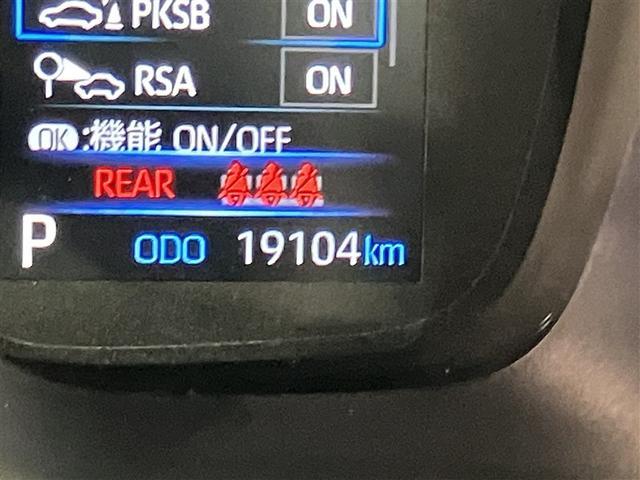 PKSB ON
RSA ON
OK:機能 ON/OFF
REAR
P ODO 19104km